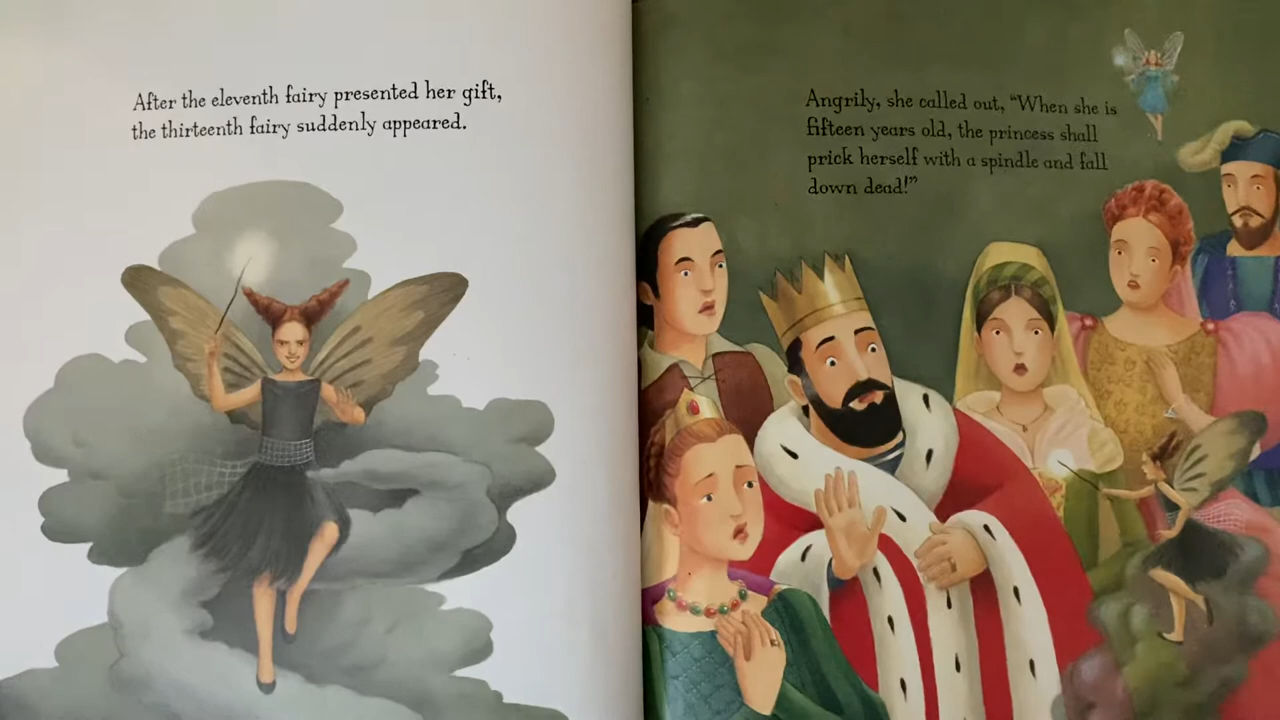 After the eleventh fairy presented her gift,
the thirteenth fairy suddenly appeared.
Angrily, she called out, “When she is
fifteen years old, the princess shall
prick herself with a spindle and fall
down dead!”